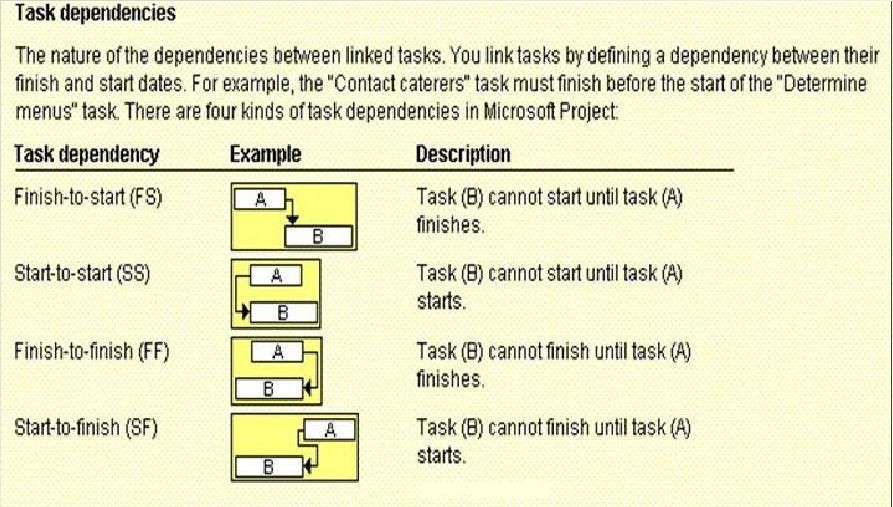 Task dependencies
The nature of the dependencies between linked tasks. You link tasks by defining a dependency between their
finish and start dates. For example, the "Contact caterers" task must finish before the start of the "Determine
menus" task. There are four kinds of task dependencies in Microsoft Project:
Task dependency Example Description
Finish-to-start (FS) A B Task (B) cannot start until task (A)
finishes.
Start-to-start (SS) A B Task (B) cannot start until task (A)
starts.
Finish-to-finish (FF) A B Task (B) cannot finish until task (A)
finishes.
Start-to-finish (SF) A B Task (B) cannot finish until task (A)
starts.